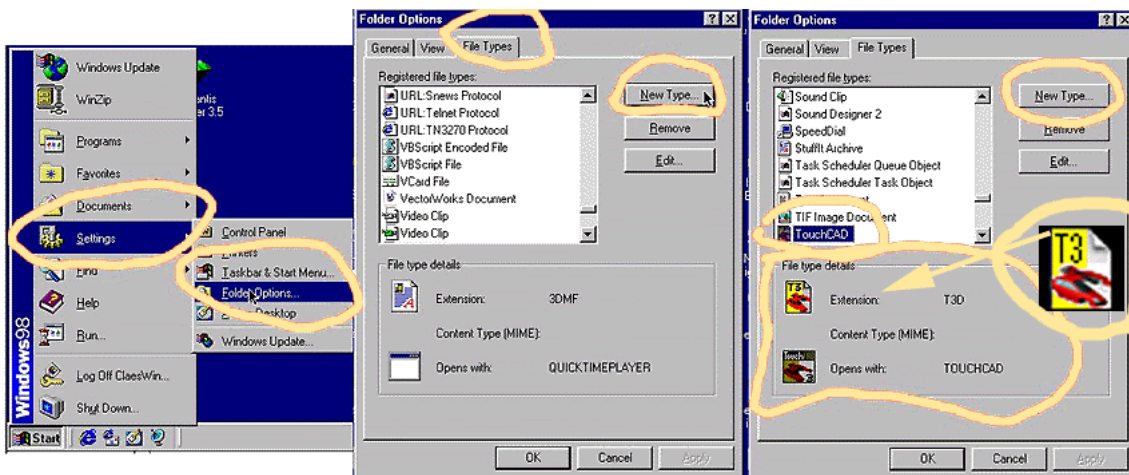 Windows Update
WinZip
er 3.5
Programs
Favorites
Documents
Settings
Find
Help
Run...
Log Off ClaesWin...
Shut Down...
Windows98
Start
Control Panel
Printers
Taskbar & Start Menu...
Folder Options...
Desktop
Windows Update...
Folder Options
General View File Types
Registered file types:
URL:Snews Protocol
URL:Telnet Protocol
URL:TN3270 Protocol
VBScript Encoded File
VBScript File
VCard File
VectorWorks Document
Video Clip
Video Clip
New Type...
Remove
Edit...
File type details
Extension: 3DMF
Content Type (MIME):
Opens with: QUICKTIMEPLAYER
OK Cancel Apply
Folder Options
General View File Types
Registered file types:
Sound Clip
Sound Designer 2
SpeedDial
StuffIt Archive
Task Scheduler Queue Object
Task Scheduler Task Object
TIF Image Document
TouchCAD
New Type...
Remove
Edit...
T3
File type details
T3
Extension: T3D
Content Type (MIME):
Opens with: TOUCHCAD
3
OK Cancel Apply